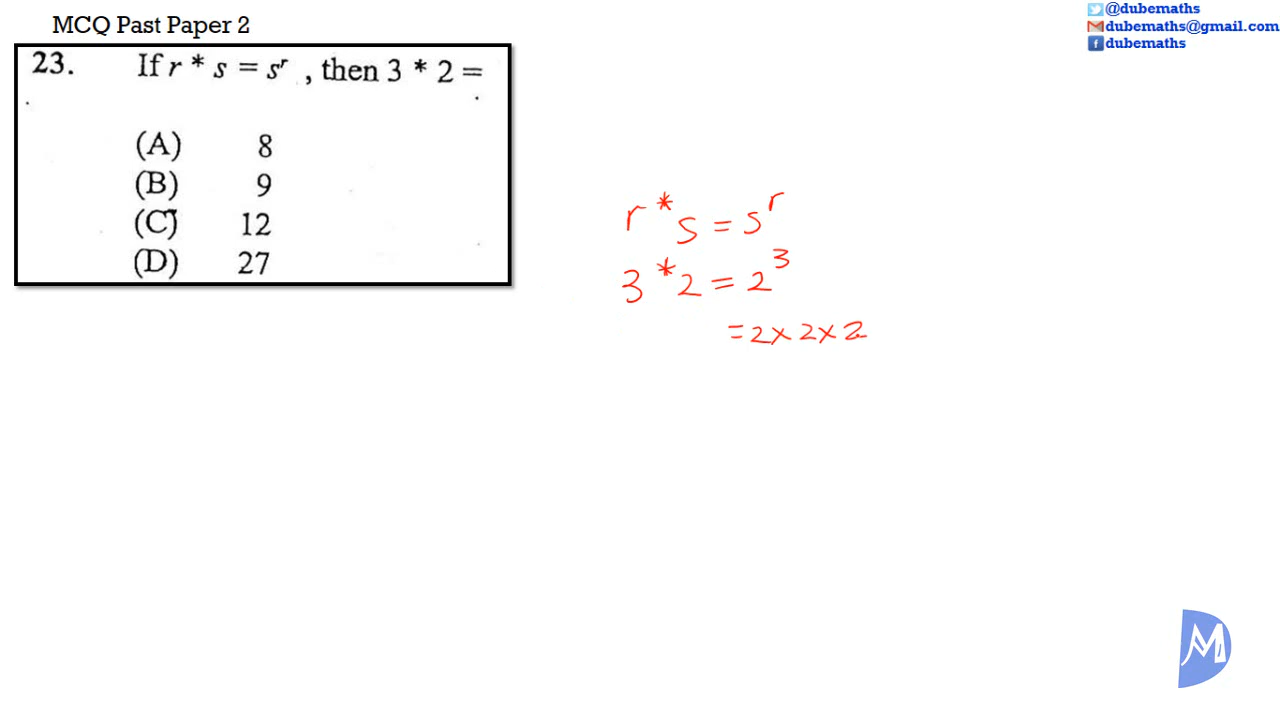 MCQ Past Paper 2
@dubemaths
dubemaths@gmail.com
dubemaths
23. If r * s = sʳ , then 3 * 2 =
(A) 8
(B) 9
(C) 12
(D) 27
r * s = sʳ
3 * 2 = 2³
= 2 × 2 × 2
DM